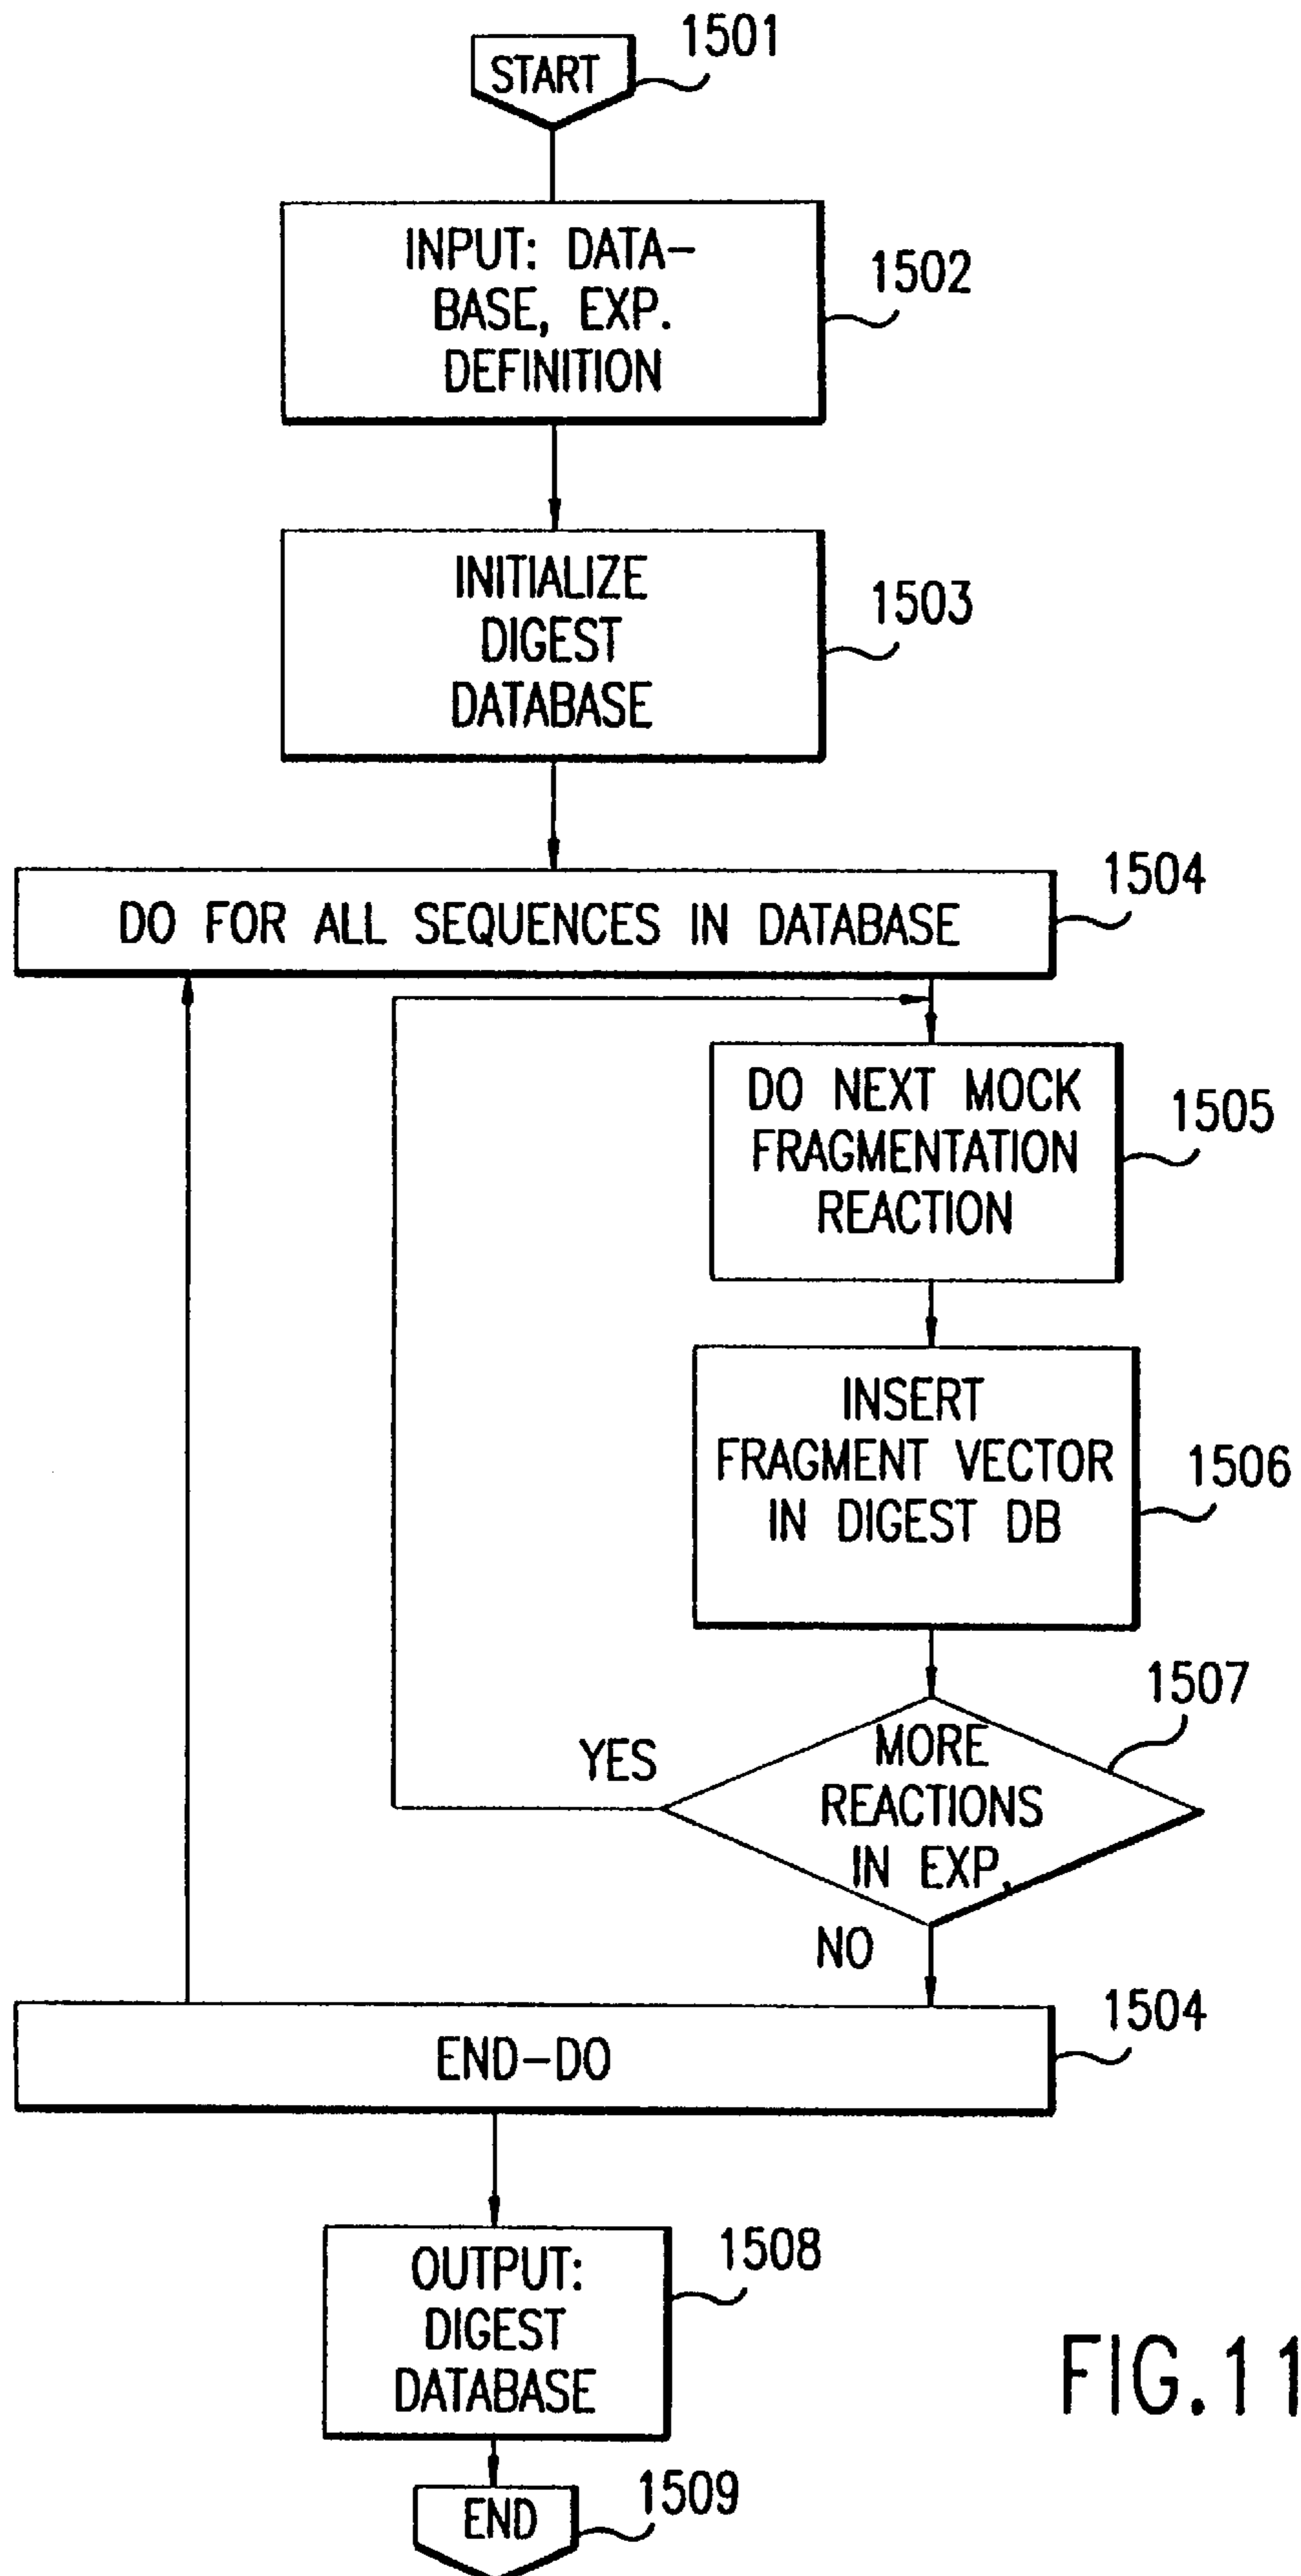 START
1501
INPUT: DATA-
BASE, EXP.
DEFINITION
1502
INITIALIZE
DIGEST
DATABASE
1503
DO FOR ALL SEQUENCES IN DATABASE
1504
DO NEXT MOCK
FRAGMENTATION
REACTION
1505
INSERT
FRAGMENT VECTOR
IN DIGEST DB
1506
MORE
REACTIONS
IN EXP.
1507
YES
NO
END-DO
1504
OUTPUT:
DIGEST
DATABASE
1508
END
1509
FIG.11